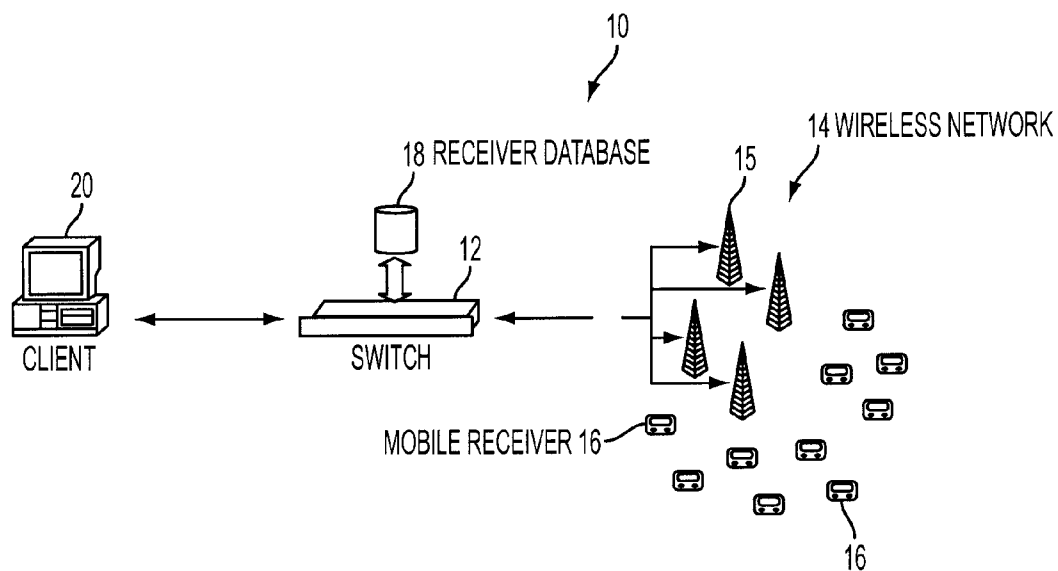 10
14 WIRELESS NETWORK
18 RECEIVER DATABASE
15
20
12
CLIENT
SWITCH
MOBILE RECEIVER 16
16